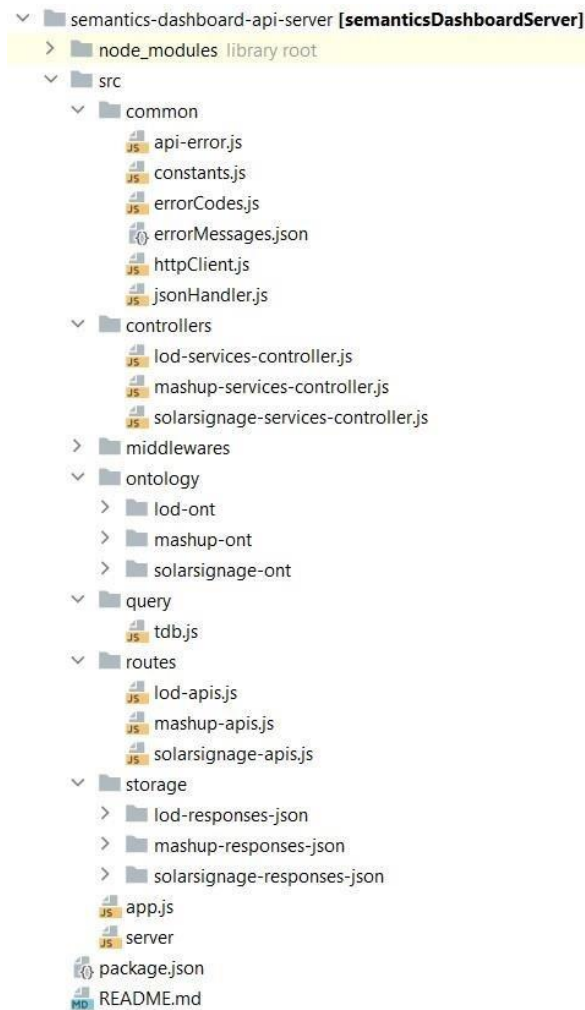 semantics-dashboard-api-server [semanticsDashboardServer]
node_modules library root
src
common
api-error.js
constants.js
errorCodes.js
errorMessages.json
httpClient.js
jsonHandler.js
controllers
lod-services-controller.js
mashup-services-controller.js
solarsignage-services-controller.js
middlewares
ontology
lod-ont
mashup-ont
solarsignage-ont
query
tdb.js
routes
lod-apis.js
mashup-apis.js
solarsignage-apis.js
storage
lod-responses-json
mashup-responses-json
solarsignage-responses-json
app.js
server
package.json
README.md